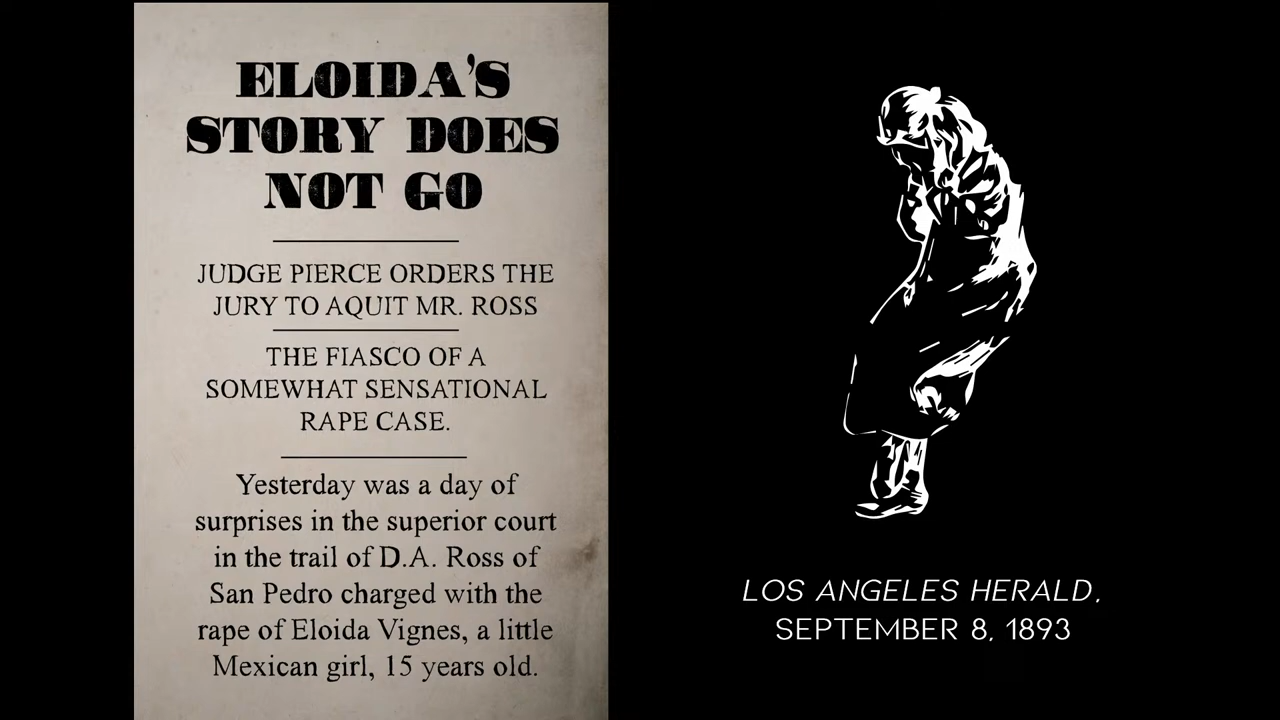 ELOIDA'S
STORY DOES
NOT GO
JUDGE PIERCE ORDERS THE
JURY TO AQUIT MR. ROSS
THE FIASCO OF A
SOMEWHAT SENSATIONAL
RAPE CASE.
Yesterday was a day of
surprises in the superior court
in the trail of D.A. Ross of
San Pedro charged with the
rape of Eloida Vignes, a little
Mexican girl, 15 years old.
LOS ANGELES HERALD,
SEPTEMBER 8, 1893